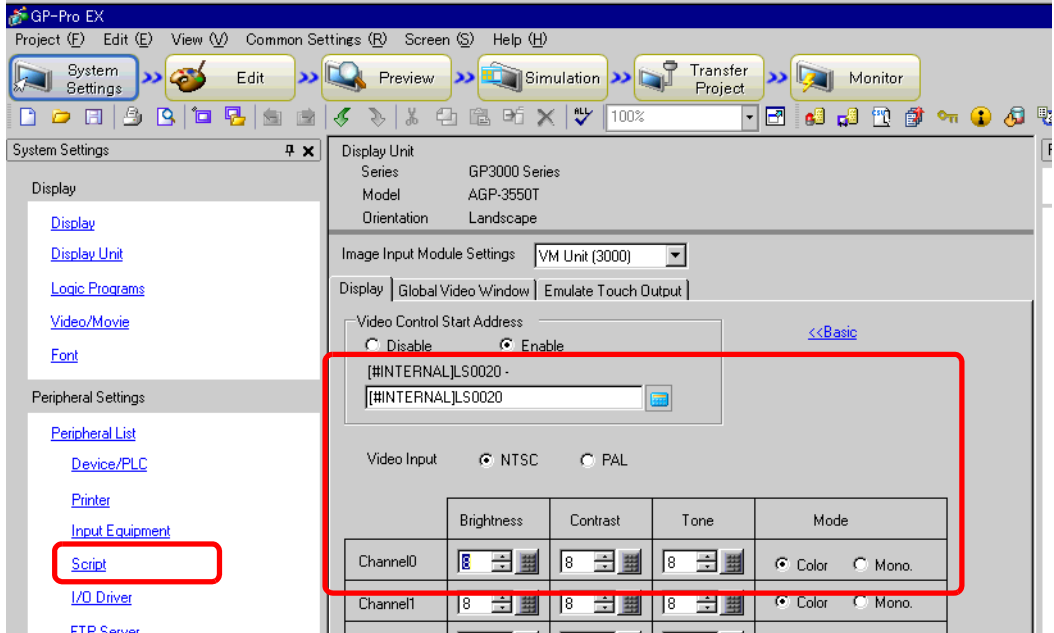 GP-Pro EX
Project (F) Edit (E) View (V) Common Settings (R) Screen (S) Help (H)
System Settings >> Edit >> Preview >> Simulation >> Transfer Project >> Monitor
100%
System Settings
Display
Display
Display Unit
Logic Programs
Video/Movie
Font
Peripheral Settings
Peripheral List
Device/PLC
Printer
Input Equipment
Script
I/O Driver
FTP Server
Display Unit
Series GP3000 Series
Model AGP-3550T
Orientation Landscape
Image Input Module Settings VM Unit (3000)
Display Global Video Window Emulate Touch Output
Video Control Start Address
Disable Enable
<<Basic
[#INTERNAL]LS0020 -
[#INTERNAL]LS0020
Video Input NTSC PAL
Brightness Contrast Tone Mode
Channel0 8 8 8 Color Mono.
Channel1 8 8 8 Color Mono.